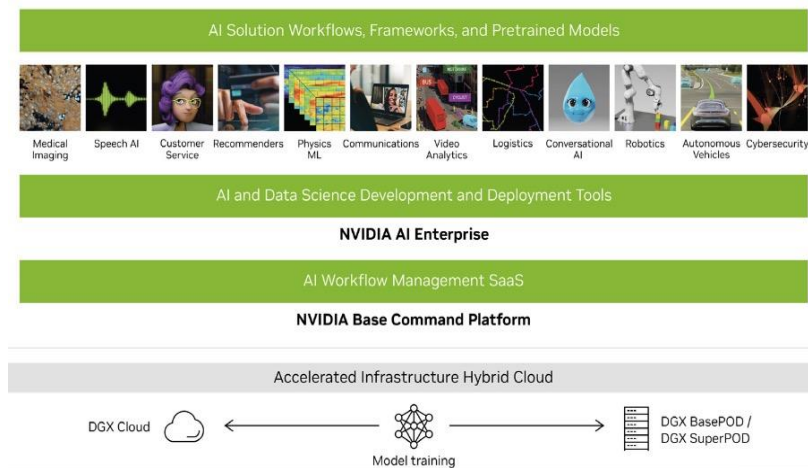 AI Solution Workflows, Frameworks, and Pretrained Models
BUS
CYCLIST
Medical Imaging
Speech AI
Customer Service
Recommenders
Physics ML
Communications
Video Analytics
Logistics
Conversational AI
Robotics
Autonomous Vehicles
Cybersecurity
AI and Data Science Development and Deployment Tools
NVIDIA AI Enterprise
AI Workflow Management SaaS
NVIDIA Base Command Platform
Accelerated Infrastructure Hybrid Cloud
DGX Cloud
Model training
DGX BasePOD /
DGX SuperPOD